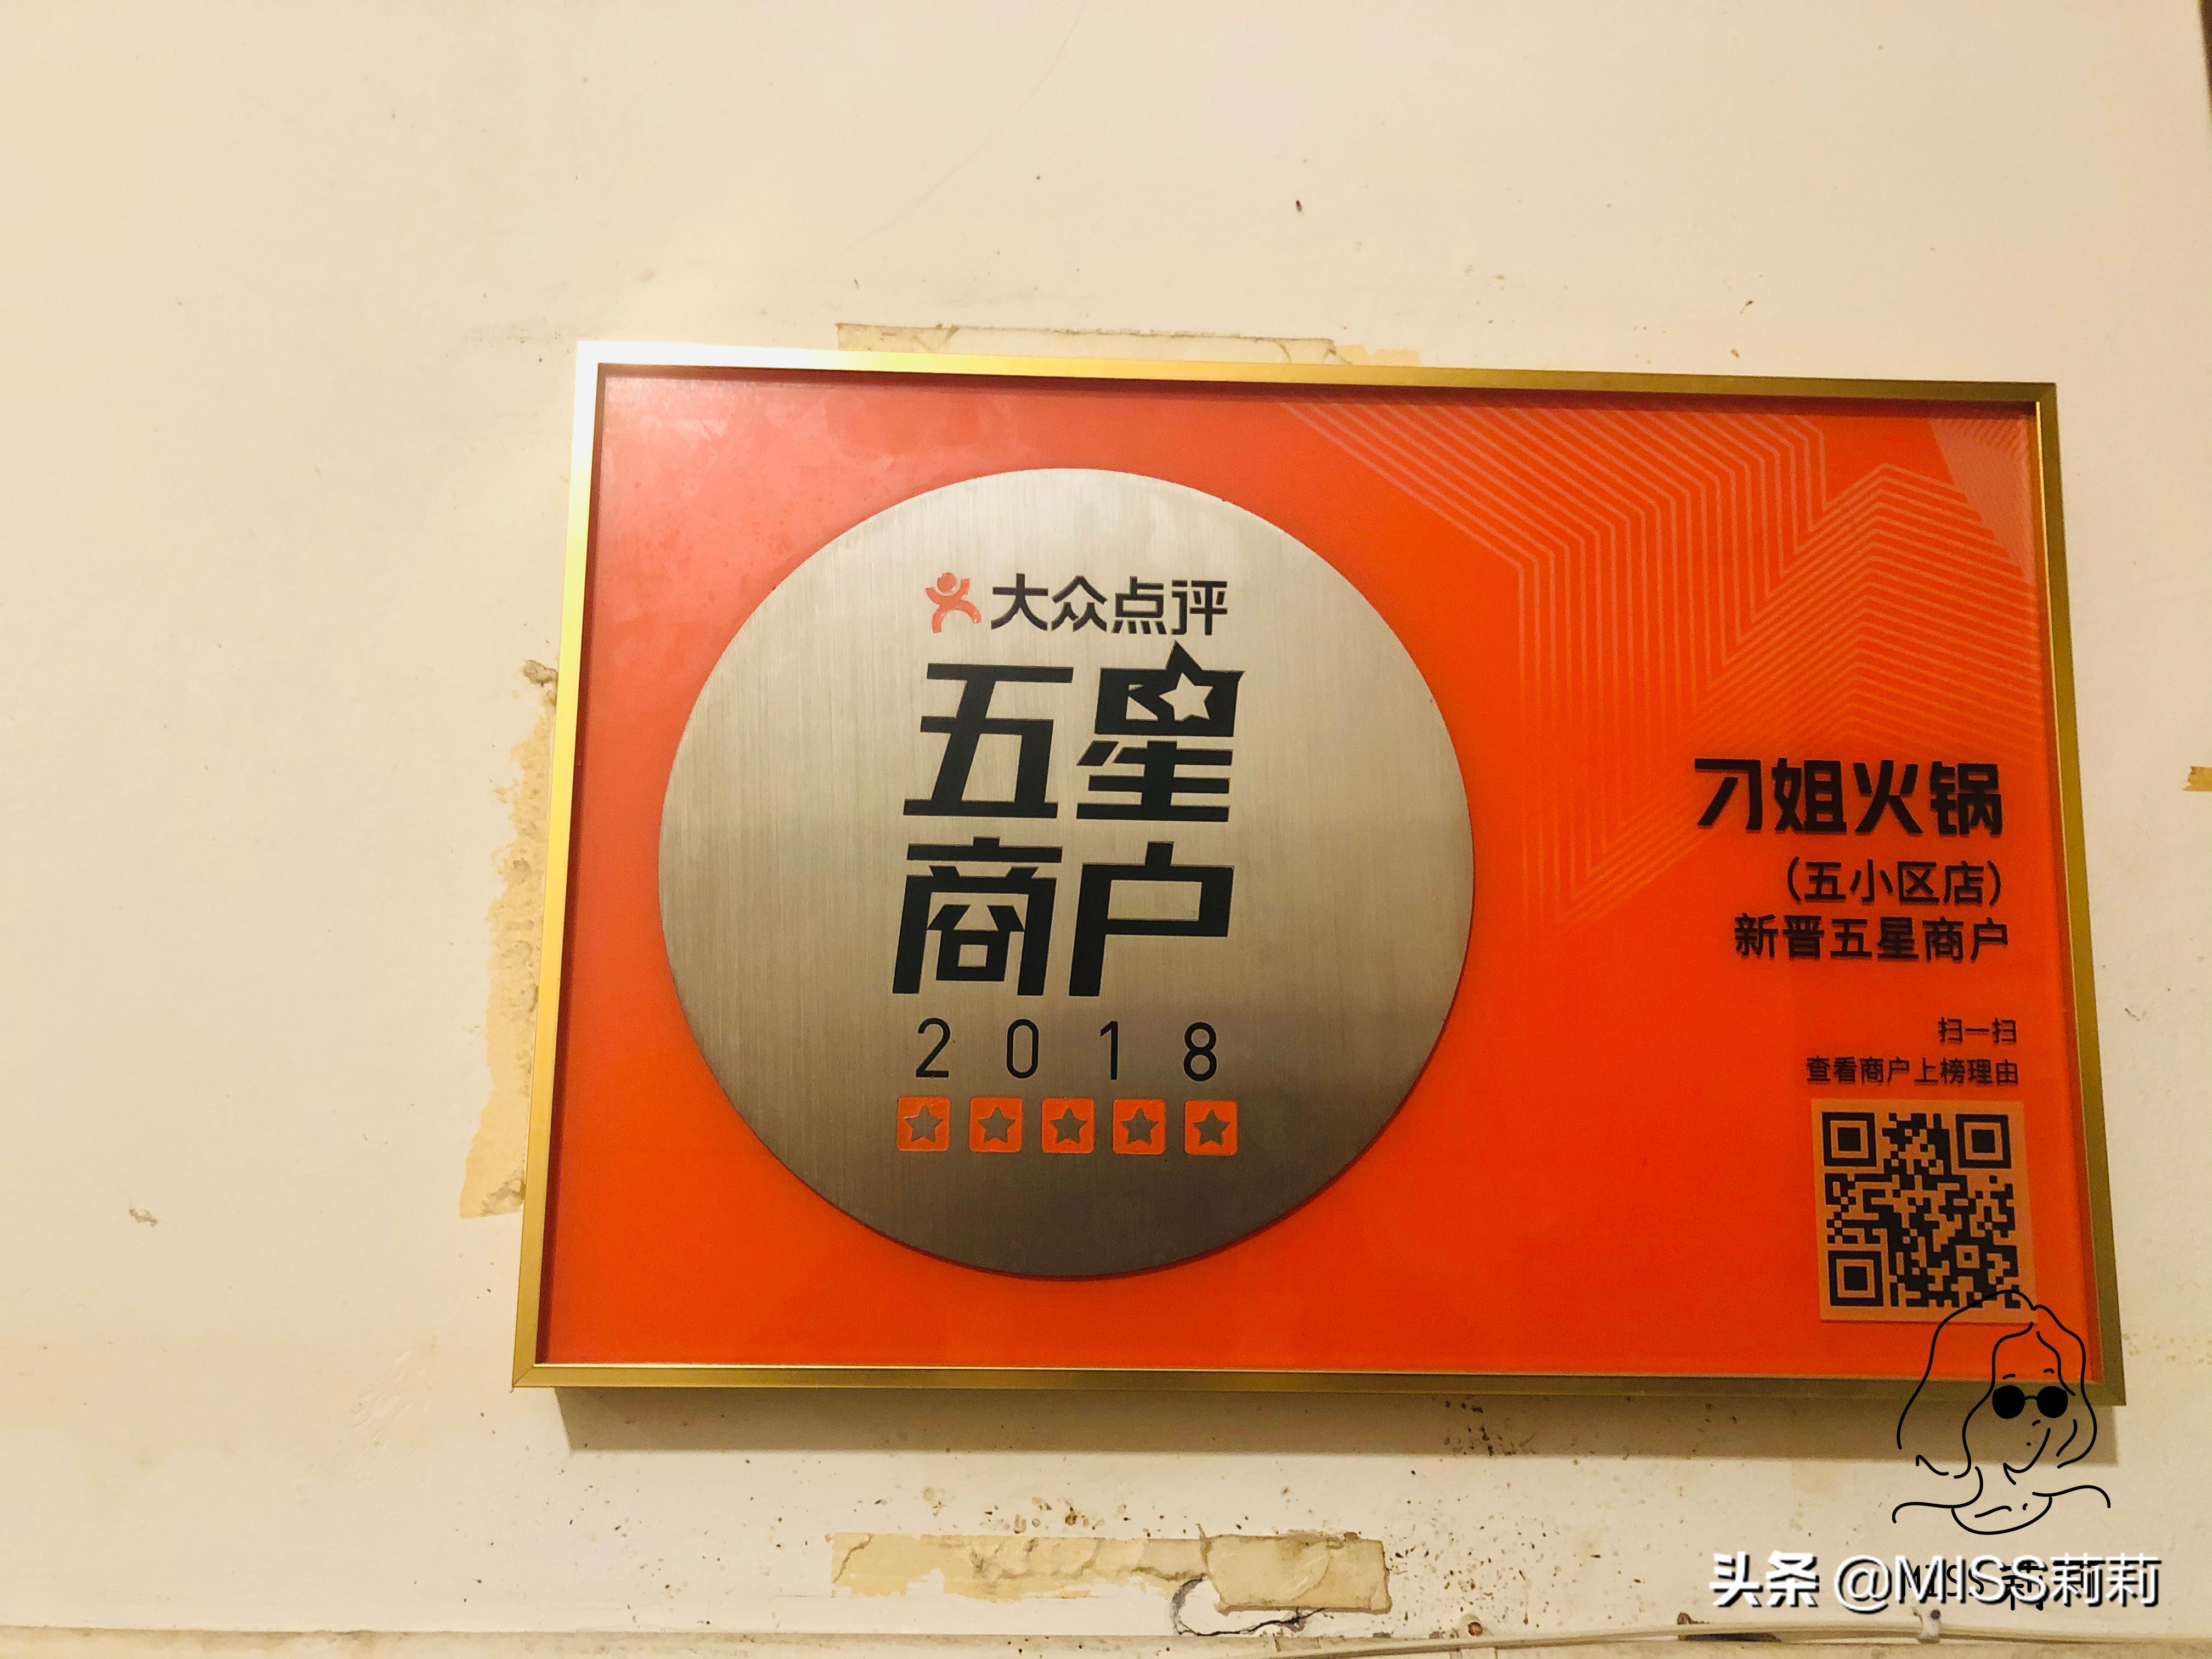 大众点评
五星
商户
2018
刁姐火锅
（五小区店）
新晋五星商户
扫一扫
查看商户上榜理由
头条 @MISS莉莉